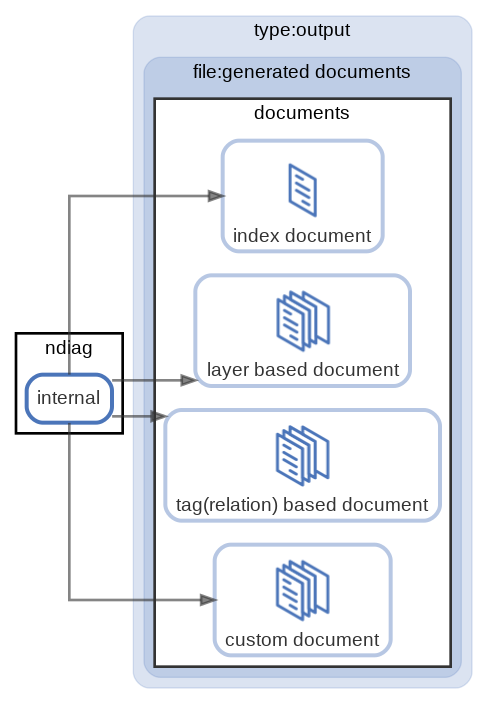 type:output
file:generated documents
documents
index document
layer based document
ndiag
internal
tag(relation) based document
custom document